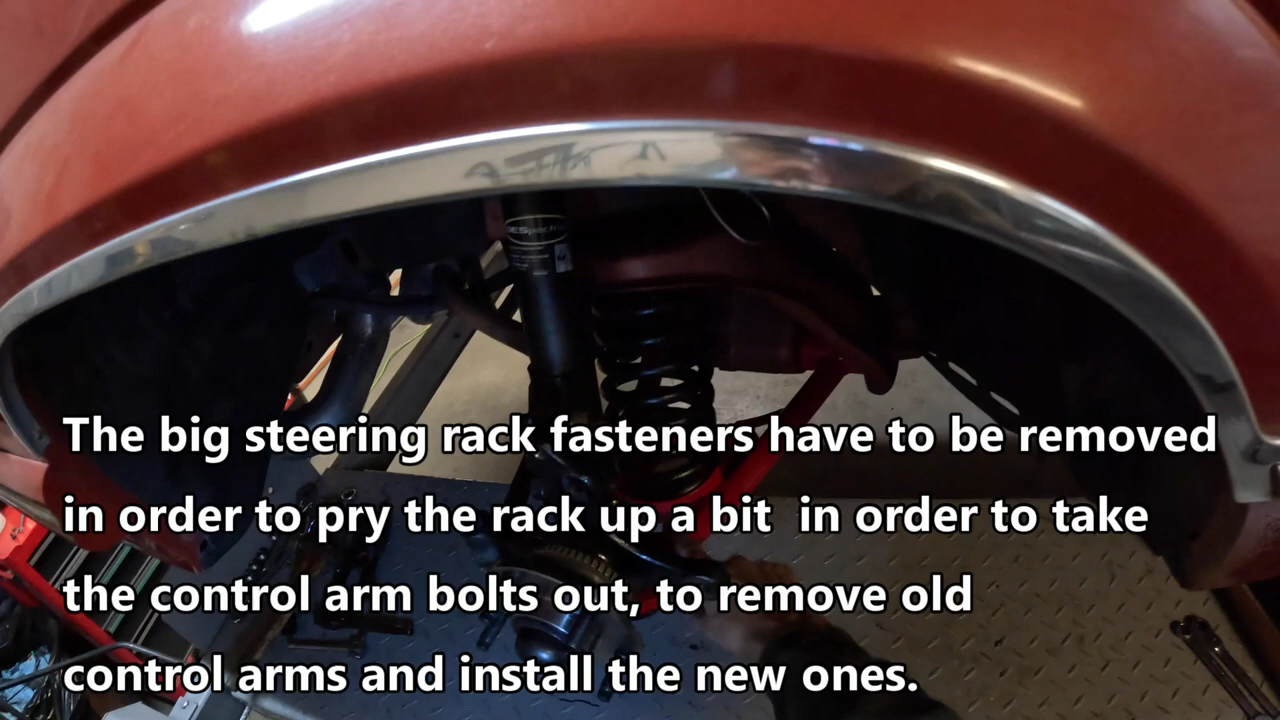 The big steering rack fasteners have to be removed
in order to pry the rack up a bit  in order to take
the control arm bolts out, to remove old
control arms and install the new ones.